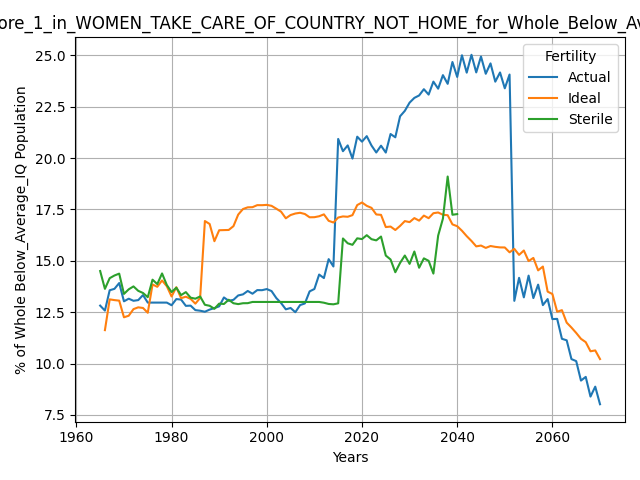 ore_1_in_WOMEN_TAKE_CARE_OF_COUNTRY_NOT_HOME_for_Whole_Below_Av
25.0
22.5
20.0
17.5
15.0
12.5
10.0
7.5
% of Whole Below_Average_IQ Population
Fertility
Actual
Ideal
Sterile
1960 1980 2000 2020 2040 2060
Years